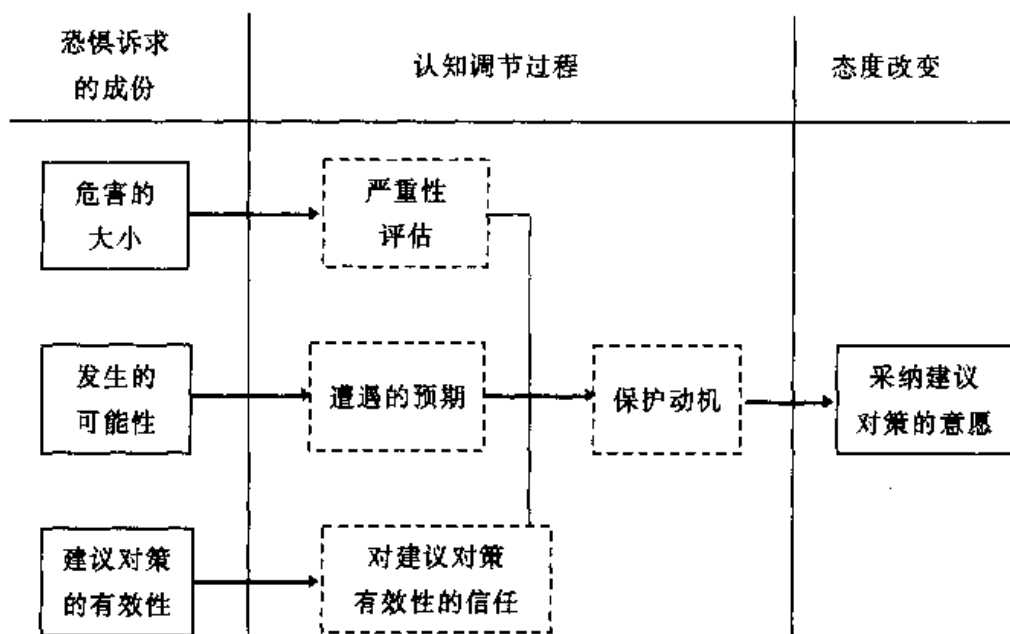 恐惧诉求
的成份
认知调节过程
态度改变
危害的
大小
严重性
评估
发生的
可能性
遭遇的预期
保护动机
采纳建议
对策的意愿
建议对策
的有效性
对建议对策
有效性的信任